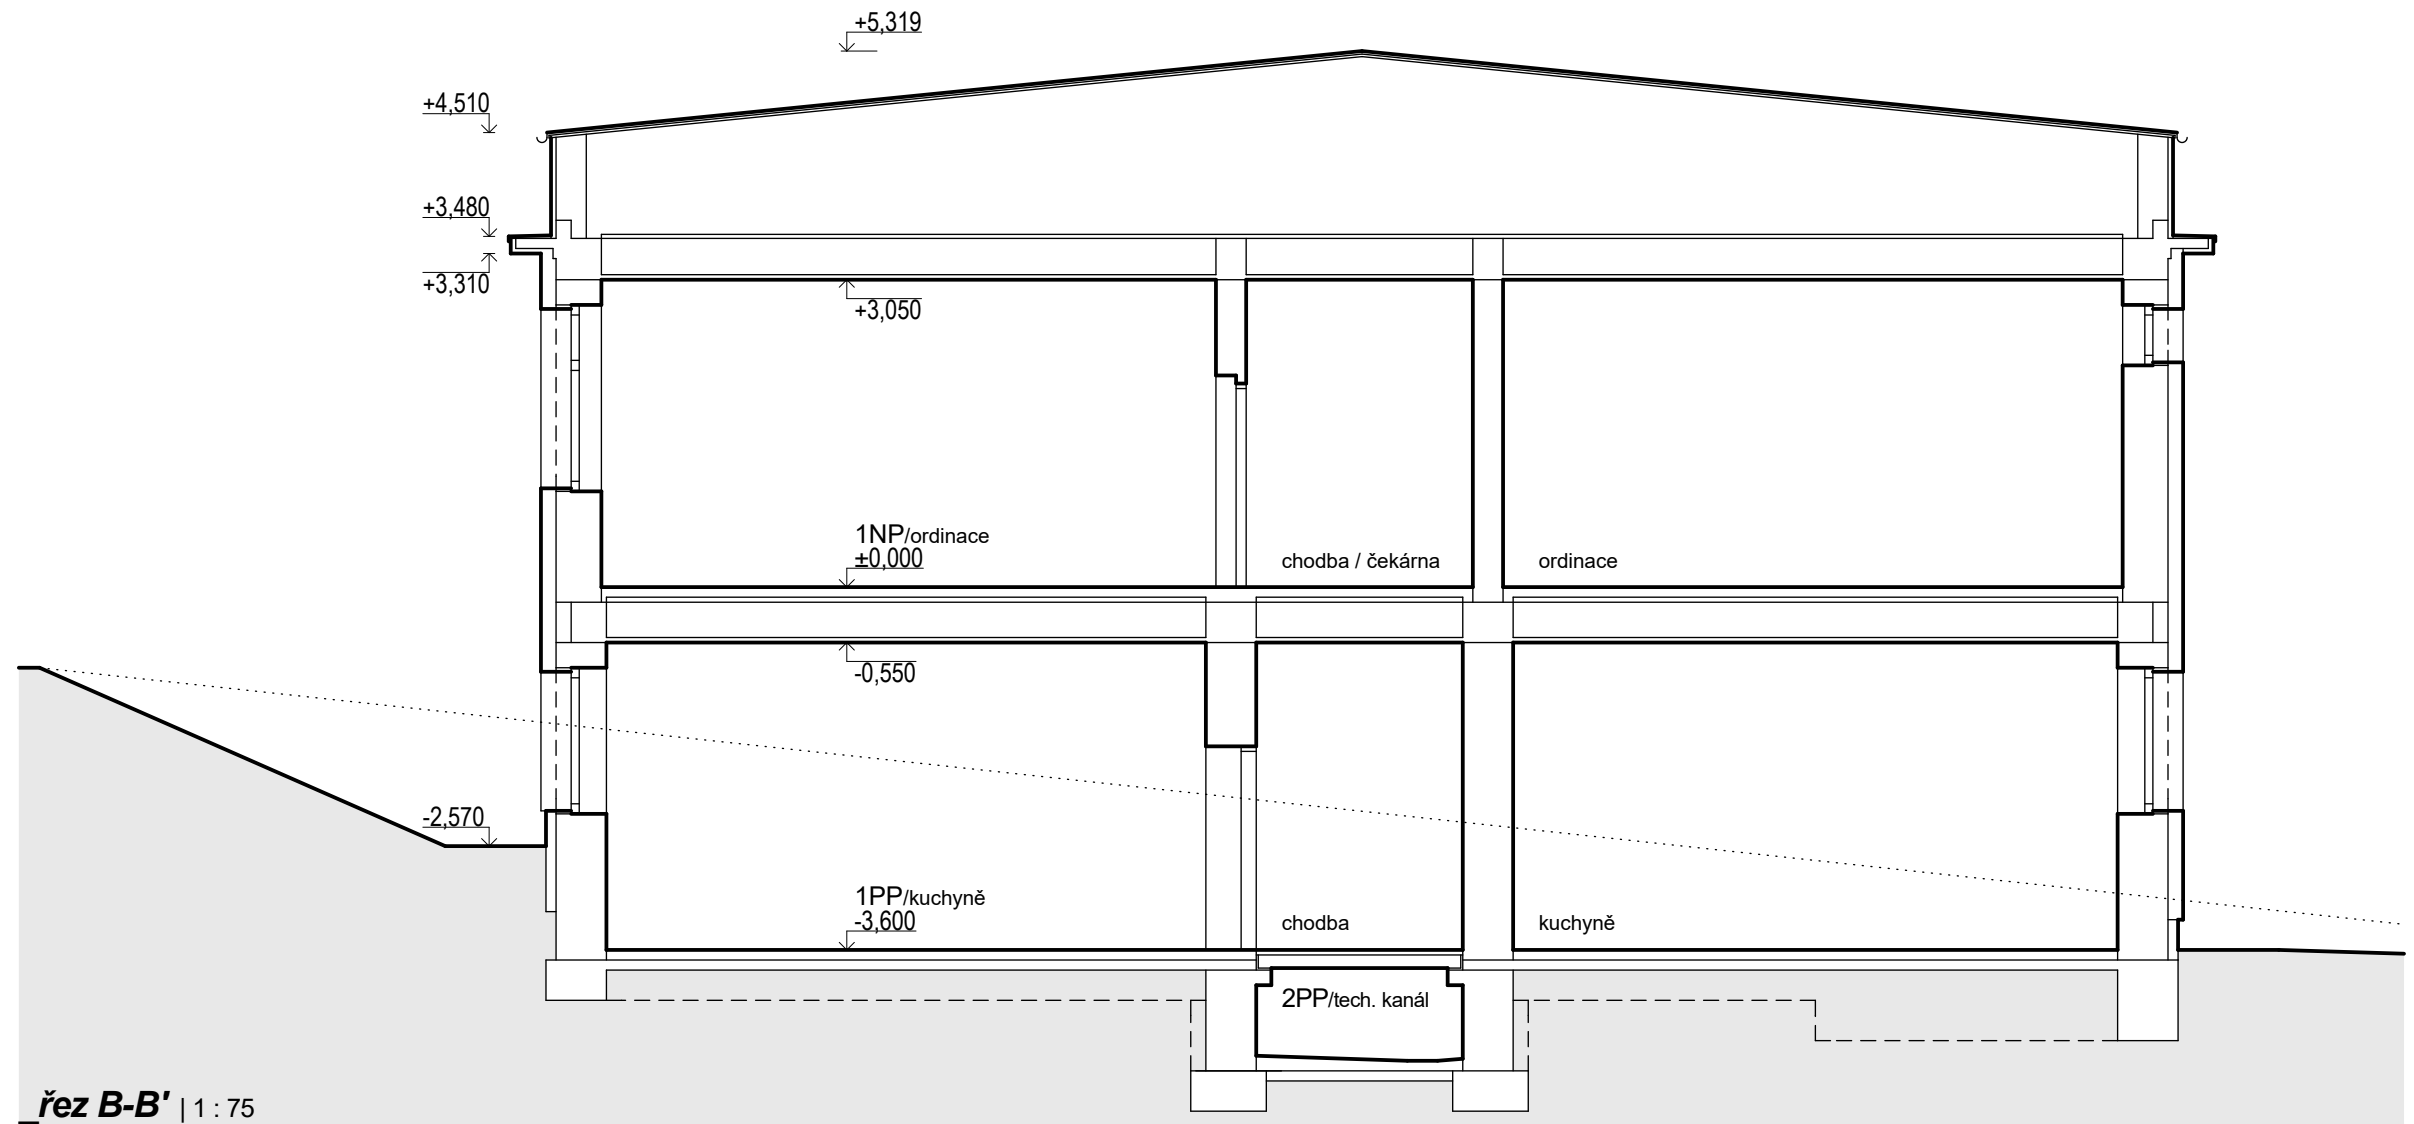 +5,319
+4,510
+3,480
+3,310
+3,050
1NP/ordinace
±0,000
chodba / čekárna
ordinace
-0,550
-2,570
1PP/kuchyně
-3,600
chodba
kuchyně
2PP/tech. kanál
_řez B-B' | 1 : 75